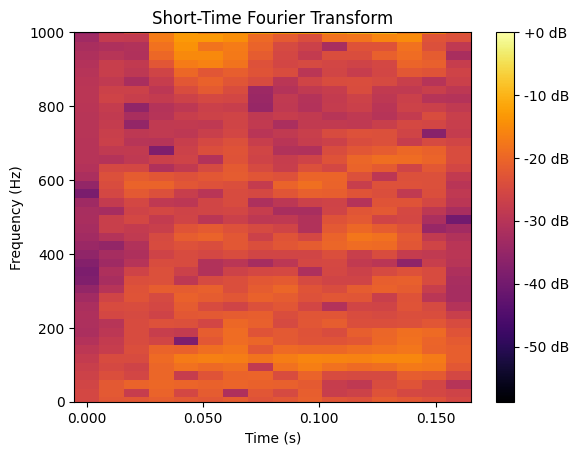 Short-Time Fourier Transform
1000
800
600
400
200
0
Frequency (Hz)
0.000
0.050
0.100
0.150
Time (s)
+0 dB
-10 dB
-20 dB
-30 dB
-40 dB
-50 dB